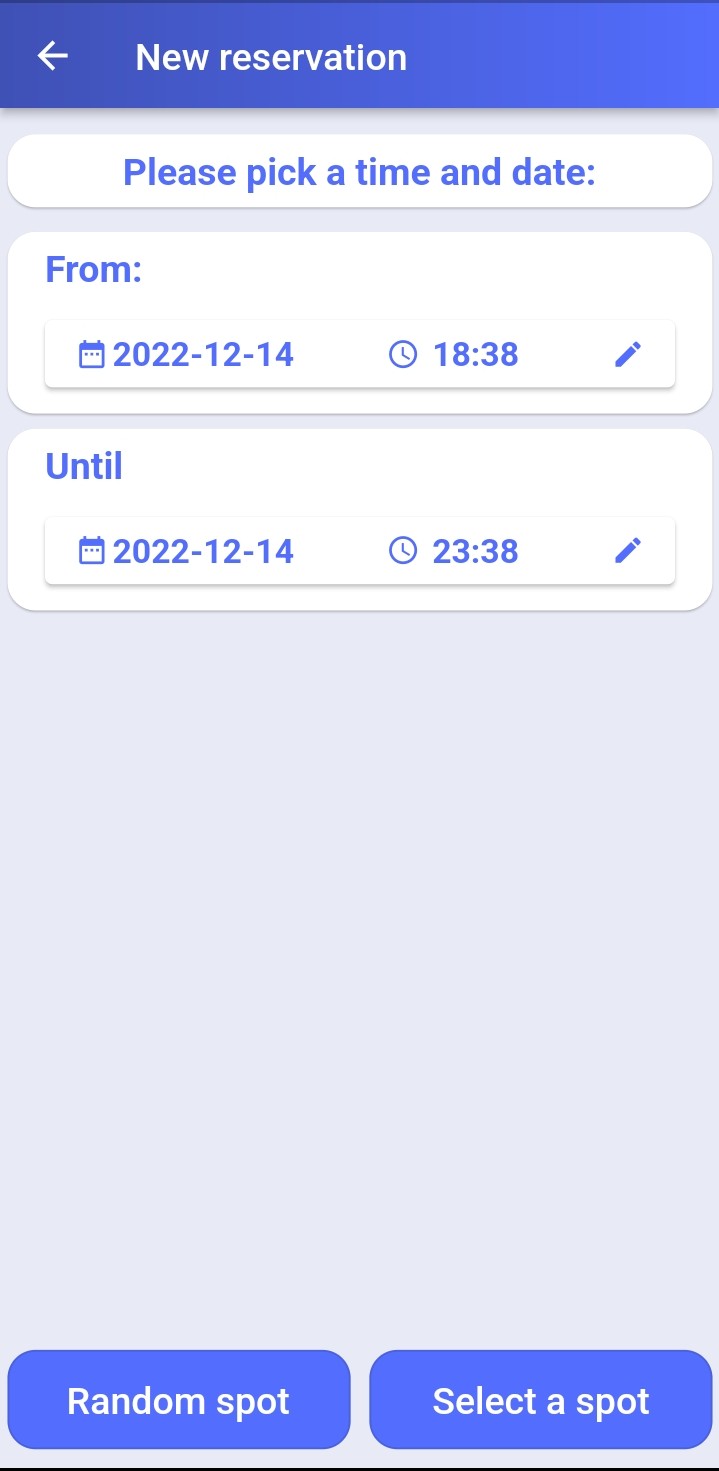 New reservation
Please pick a time and date:
From:
2022-12-14 18:38
Until
2022-12-14 23:38
Random spot Select a spot